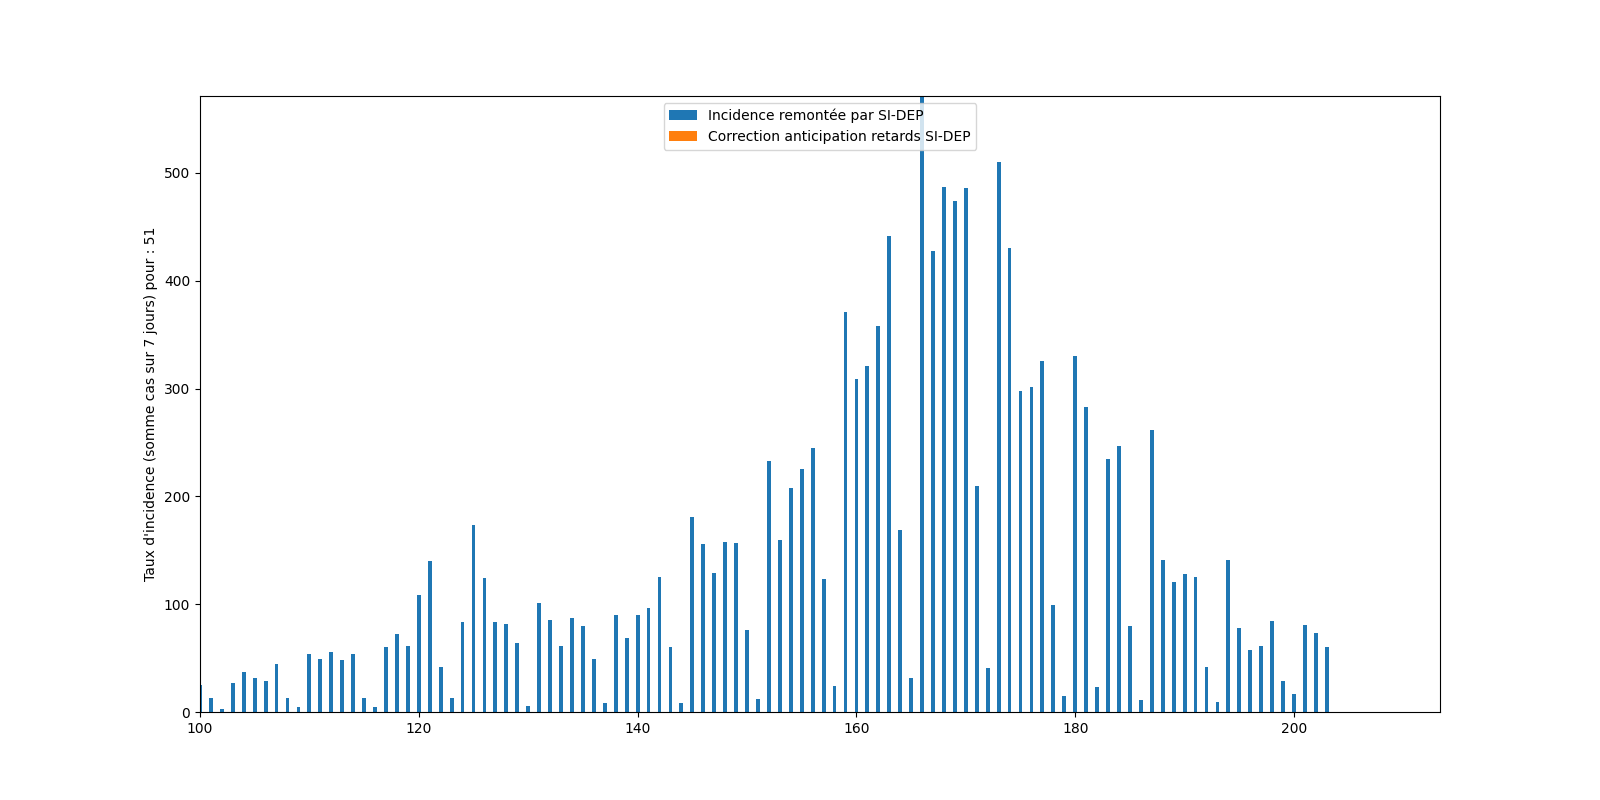 Incidence remontée par SI-DEP
Correction anticipation retards SI-DEP
Taux d'incidence (somme cas sur 7 jours) pour : 51
500
400
300
200
100
0
100 120 140 160 180 200